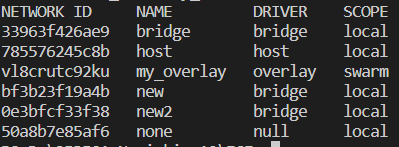 NETWORK ID NAME DRIVER SCOPE
33963f426ae9 bridge bridge local
785576245c8b host host local
vl8crutc92ku my_overlay overlay swarm
bf3b23f19a4b new bridge local
0e3bfcf33f38 new2 bridge local
50a8b7e85af6 none null local